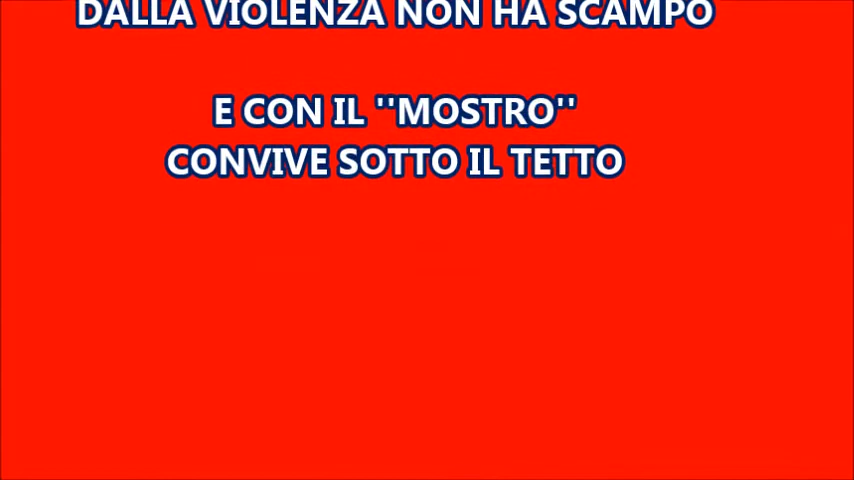 DALLA VIOLENZA NON HA SCAMPO
E CON IL "MOSTRO"
CONVIVE SOTTO IL TETTO